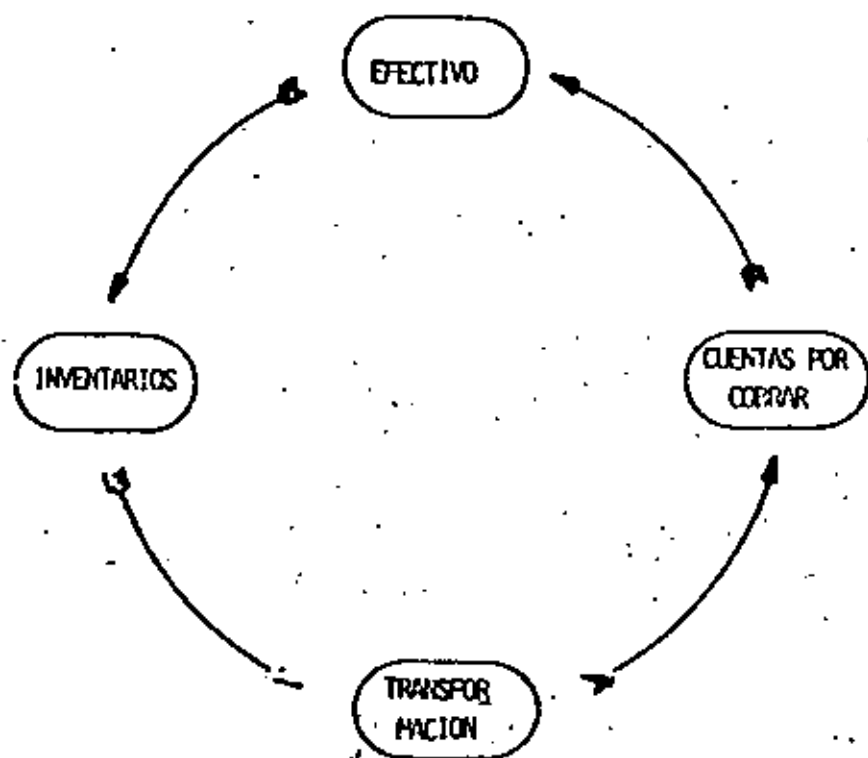 EFECTIVO
INVENTARIOS
CUENTAS POR
COBRAR
TRANSFOR
MACION